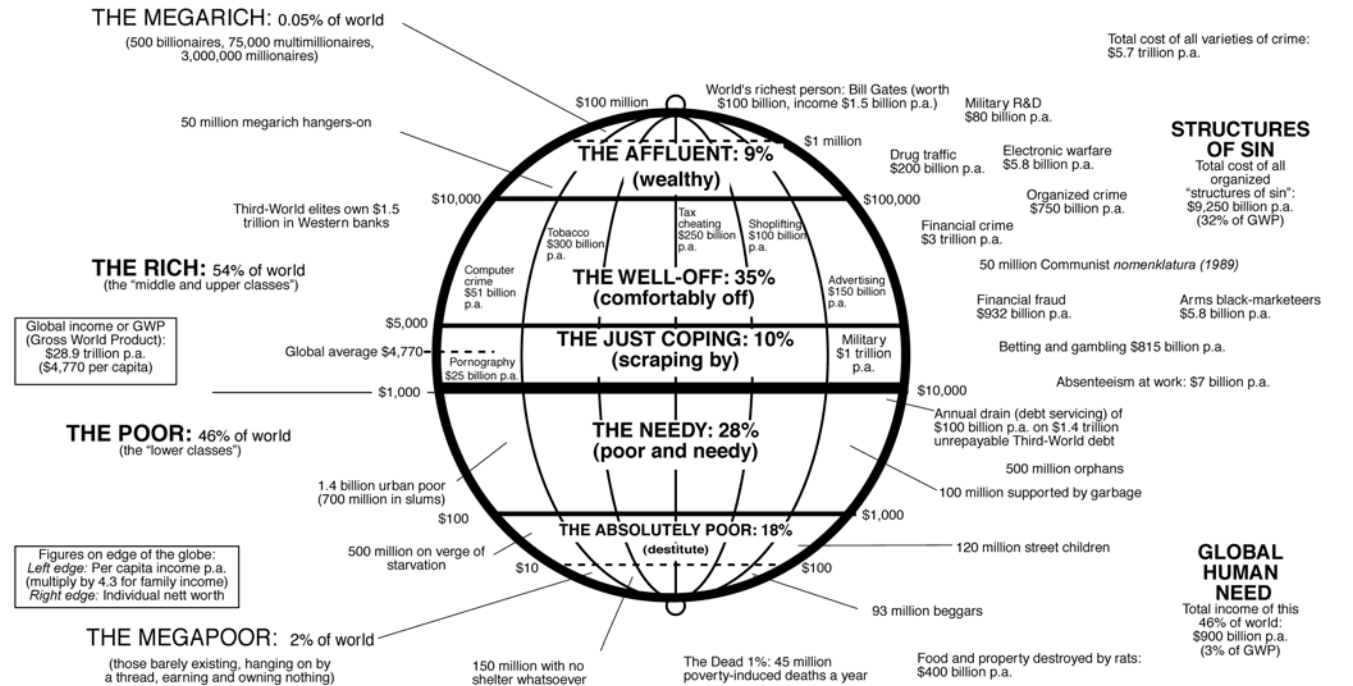 THE MEGARICH: 0.05% of world
(500 billionaires, 75,000 multimillionaires,
3,000,000 millionaires)
50 million megarich hangers-on
Third-World elites own $1.5
trillion in Western banks
THE RICH: 54% of world
(the “middle and upper classes”)
Global income or GWP
(Gross World Product):
$28.9 trillion p.a.
($4,770 per capita)
THE POOR: 46% of world
(the “lower classes”)
1.4 billion urban poor
(700 million in slums)
500 million on verge of
starvation
Figures on edge of the globe:
Left edge: Per capita income p.a.
(multiply by 4.3 for family income)
Right edge: Individual nett worth
THE MEGAPOOR: 2% of world
(those barely existing, hanging on by
a thread, earning and owning nothing)
150 million with no
shelter whatsoever
$100 million
$10,000
$5,000
Global average $4,770
$1,000
$100
$10
THE AFFLUENT: 9%
(wealthy)
Tobacco
$300 billion
p.a.
Tax
cheating
$250 billion
p.a.
Shoplifting
$100 billion
p.a.
Computer
crime
$51 billion
p.a.
THE WELL-OFF: 35%
(comfortably off)
Advertising
$150 billion
p.a.
THE JUST COPING: 10%
(scraping by)
Pornography
$25 billion p.a.
Military
$1 trillion
p.a.
THE NEEDY: 28%
(poor and needy)
THE ABSOLUTELY POOR: 18%
(destitute)
$1 million
$100,000
$10,000
$1,000
$100
World's richest person: Bill Gates (worth
$100 billion, income $1.5 billion p.a.)
Total cost of all varieties of crime:
$5.7 trillion p.a.
Military R&D
$80 billion p.a.
Drug traffic
$200 billion p.a.
Electronic warfare
$5.8 billion p.a.
Organized crime
$750 billion p.a.
Financial crime
$3 trillion p.a.
STRUCTURES
OF SIN
Total cost of all
organized
“structures of sin”:
$9,250 billion p.a.
(32% of GWP)
50 million Communist nomenklatura (1989)
Financial fraud
$932 billion p.a.
Arms black-marketeers
$5.8 billion p.a.
Betting and gambling $815 billion p.a.
Absenteeism at work: $7 billion p.a.
Annual drain (debt servicing) of
$100 billion p.a. on $1.4 trillion
unrepayable Third-World debt
500 million orphans
100 million supported by garbage
120 million street children
93 million beggars
The Dead 1%: 45 million
poverty-induced deaths a year
Food and property destroyed by rats:
$400 billion p.a.
GLOBAL
HUMAN
NEED
Total income of this
46% of world:
$900 billion p.a.
(3% of GWP)